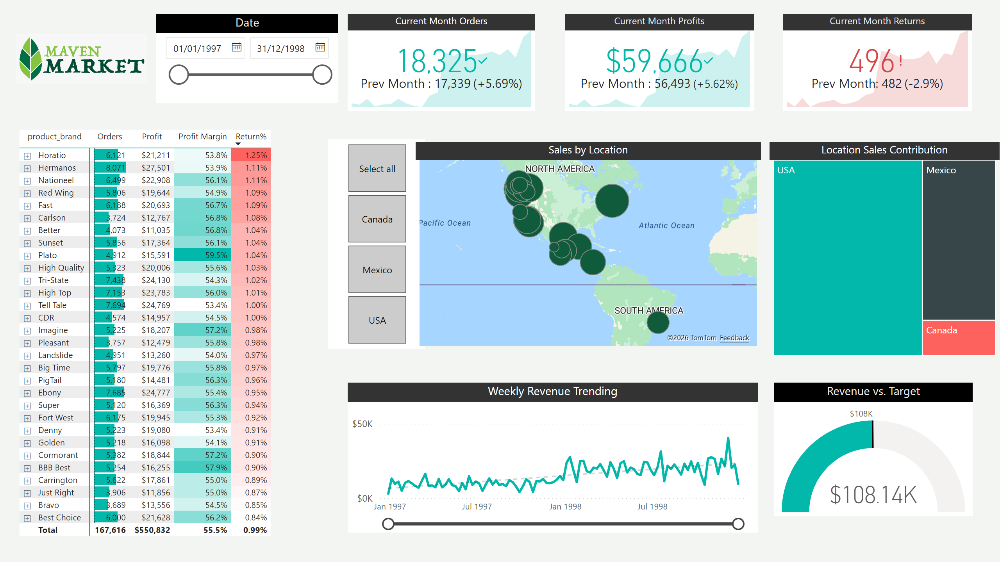 MAVEN
MARKET
Date
01/01/1997
31/12/1998
Current Month Orders
18,325
Prev Month : 17,339 (+5.69%)
Current Month Profits
$59,666
Prev Month : 56,493 (+5.62%)
Current Month Returns
496!
Prev Month: 482 (-2.9%)
product_brand Orders Profit Profit Margin Return%
Horatio 6,121 $21,211 53.8% 1.25%
Hermanos 8,071 $27,501 53.9% 1.11%
Nationeel 6,499 $22,908 56.1% 1.11%
Red Wing 5,806 $19,644 54.9% 1.09%
Fast 6,188 $20,693 56.7% 1.09%
Carlson 3,724 $12,767 56.8% 1.08%
Better 4,073 $11,035 56.8% 1.04%
Sunset 5,856 $17,364 56.1% 1.04%
Plato 4,912 $15,591 59.5% 1.04%
High Quality 5,323 $20,006 55.6% 1.03%
Tri-State 7,438 $24,130 54.3% 1.02%
High Top 7,153 $23,783 56.0% 1.01%
Tell Tale 7,694 $24,769 53.4% 1.00%
CDR 4,574 $14,957 54.5% 1.00%
Imagine 5,225 $18,207 57.2% 0.98%
Pleasant 3,757 $12,479 55.8% 0.98%
Landslide 4,951 $13,260 54.0% 0.97%
Big Time 5,797 $19,776 55.8% 0.97%
PigTail 5,180 $14,481 56.3% 0.96%
Ebony 7,685 $24,777 55.4% 0.95%
Super 5,120 $16,369 56.3% 0.94%
Fort West 6,175 $19,945 55.3% 0.92%
Denny 5,223 $19,080 53.4% 0.91%
Golden 5,218 $16,098 54.1% 0.91%
Cormorant 5,382 $18,844 57.2% 0.90%
BBB Best 5,254 $16,255 57.9% 0.90%
Carrington 5,622 $17,861 55.0% 0.89%
Just Right 3,906 $11,856 55.0% 0.87%
Bravo 3,689 $13,556 54.5% 0.85%
Best Choice 6,000 $21,628 56.2% 0.84%
Total 167,616 $550,832 55.5% 0.99%
Select all
Canada
Mexico
USA
Sales by Location
NORTH AMERICA
Pacific Ocean
Atlantic Ocean
SOUTH AMERICA
©2026 TomTom Feedback
Location Sales Contribution
USA
Mexico
Canada
Weekly Revenue Trending
$50K
$0K
Jan 1997 Jul 1997 Jan 1998 Jul 1998
Revenue vs. Target
$108K
$108.14K